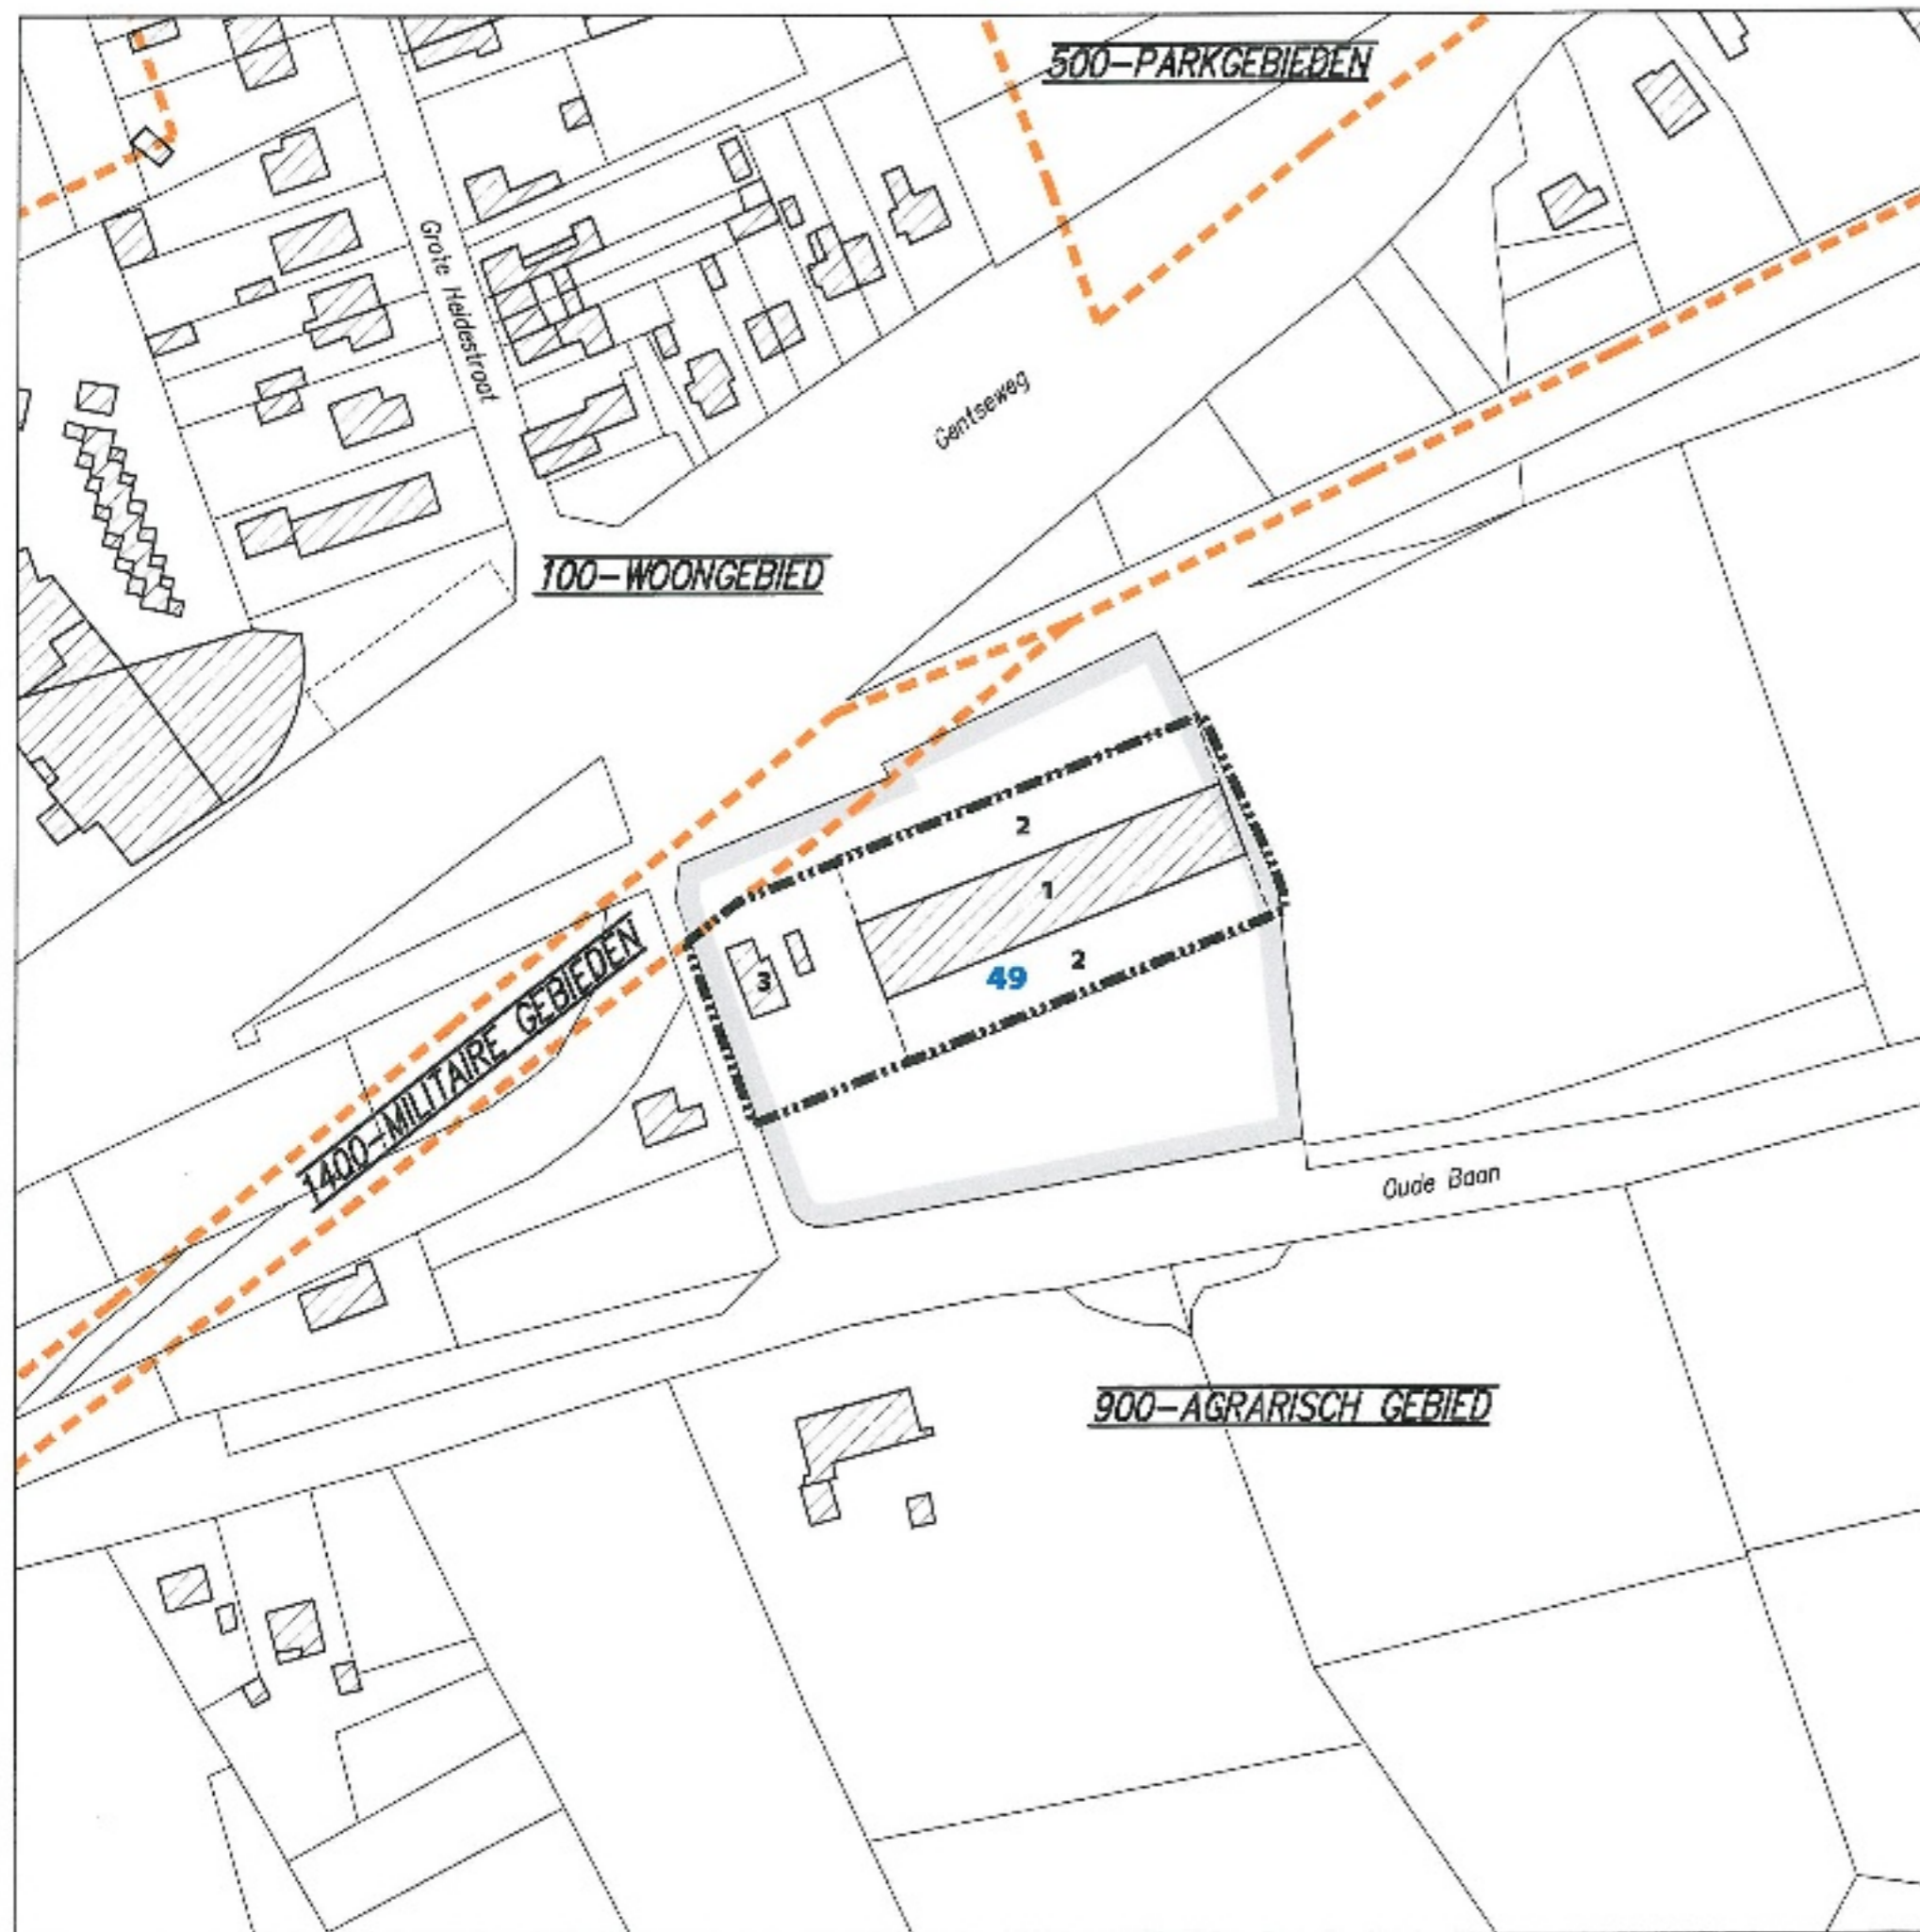 500-PARKGEBIEDEN
Grote Heidestraat
Gentseweg
100-WOONGEBIED
2
1
3
49
2
1400-MILITAIRE GEBIEDEN
Oude Baan
900-AGRARISCH GEBIED